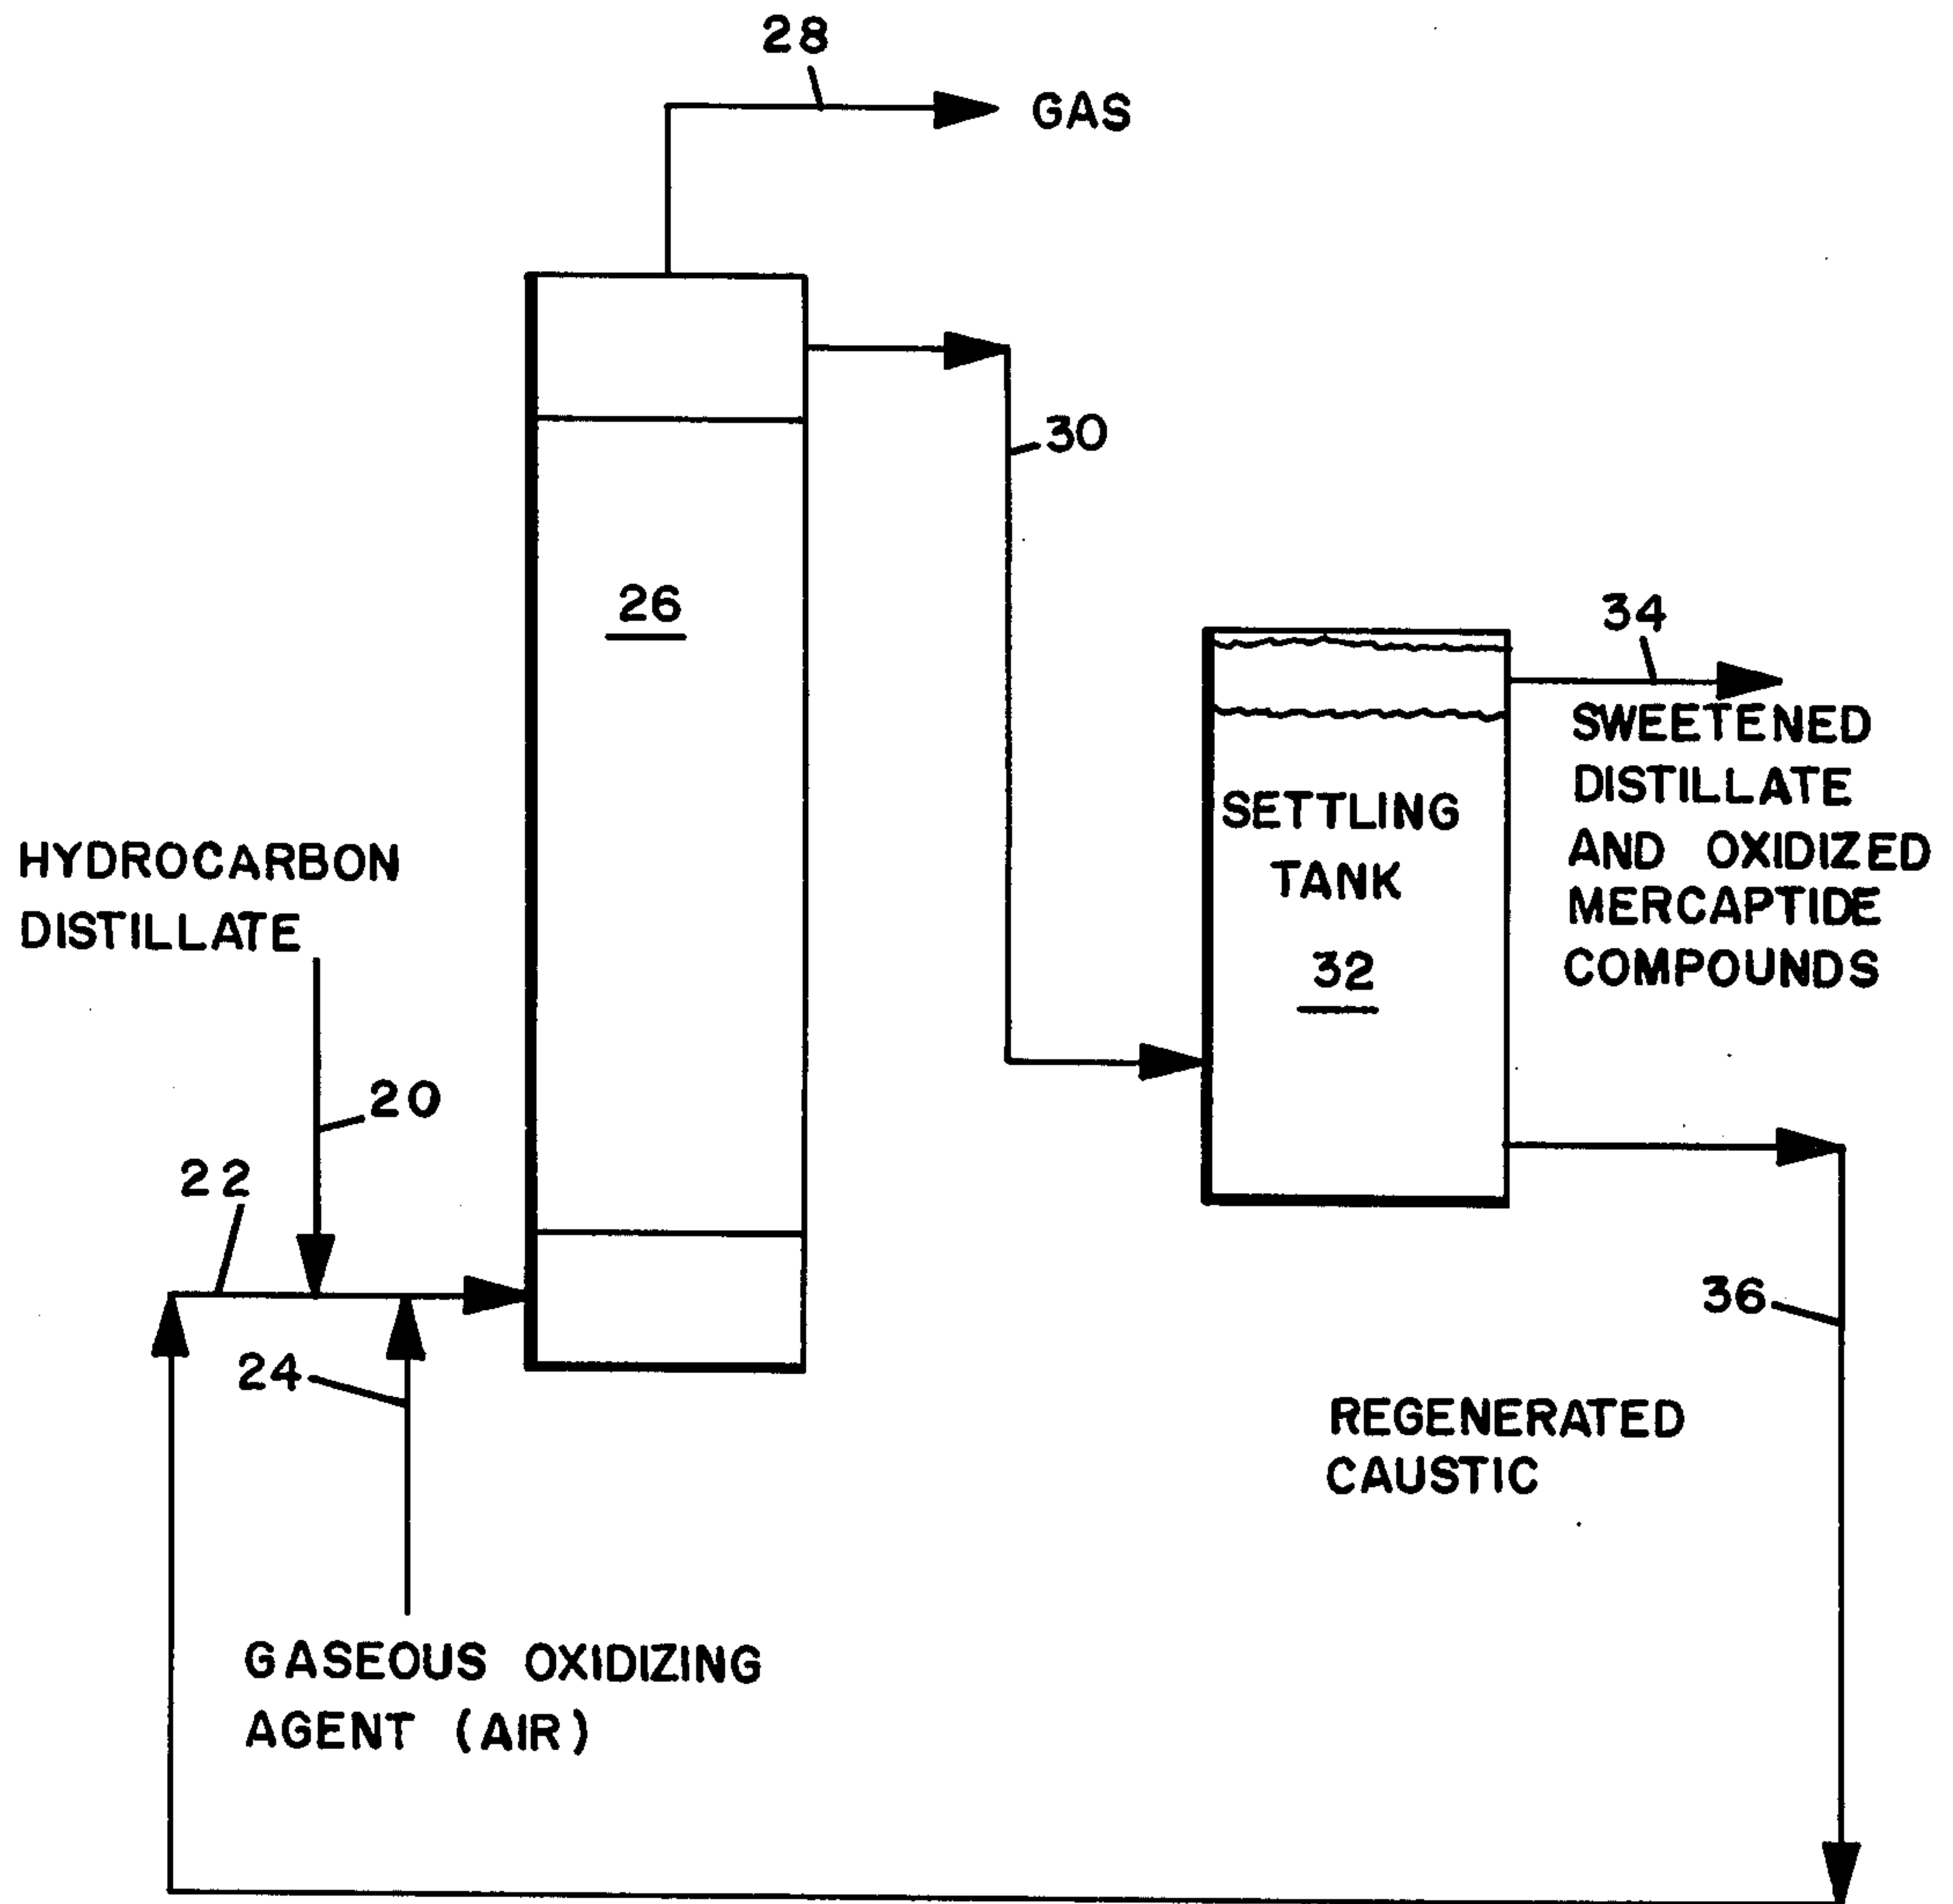 28
GAS
30
26
34
SWEETENED
DISTILLATE
AND OXIDIZED
MERCAPTIDE
COMPOUNDS
SETTLING
TANK
32
HYDROCARBON
DISTILLATE
20
22
24
36
REGENERATED
CAUSTIC
GASEOUS OXIDIZING
AGENT (AIR)